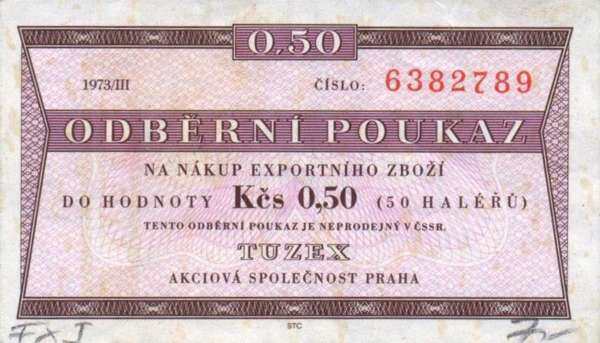 0,50
1973/III ČÍSLO: 6382789
ODBĚRNÍ POUKAZ
NA NÁKUP EXPORTNÍHO ZBOŽÍ
DO HODNOTY Kčs 0,50 (50 HALÉŘŮ)
TENTO ODBĚRNÍ POUKAZ JE NEPRODEJNÝ V ČSSR.
TUZEX
AKCIOVÁ SPOLEČNOST PRAHA
STC